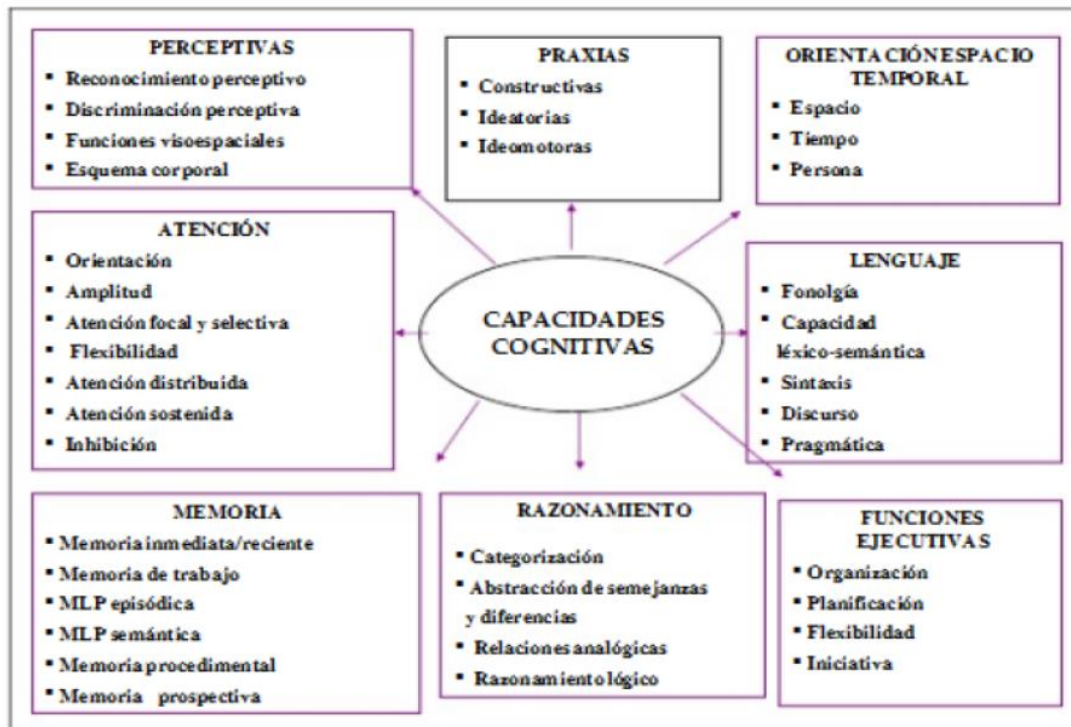 PERCEPTIVAS
▪ Reconocimiento perceptivo
▪ Discriminación perceptiva
▪ Funciones visoespaciales
▪ Esquema corporal
PRAXIAS
▪ Constructivas
▪ Ideatorias
▪ Ideomotoras
ORIENTACIÓN ESPACIO
TEMPORAL
▪ Espacio
▪ Tiempo
▪ Persona
ATENCIÓN
▪ Orientación
▪ Amplitud
▪ Atención focal y selectiva
▪ Flexibilidad
▪ Atención distribuida
▪ Atención sostenida
▪ Inhibición
CAPACIDADES
COGNITIVAS
LENGUAJE
▪ Fonolgía
▪ Capacidad
léxico-semántica
▪ Sintaxis
▪ Discurso
▪ Pragmática
MEMORIA
▪ Memoria inmediata/reciente
▪ Memoria de trabajo
▪ MLP episódica
▪ MLP semántica
▪ Memoria procedimental
▪ Memoria prospectiva
RAZONAMIENTO
▪ Categorización
▪ Abstracción de semejanzas
y diferencias
▪ Relaciones analógicas
▪ Razonamiento lógico
FUNCIONES
EJECUTIVAS
▪ Organización
▪ Planificación
▪ Flexibilidad
▪ Iniciativa